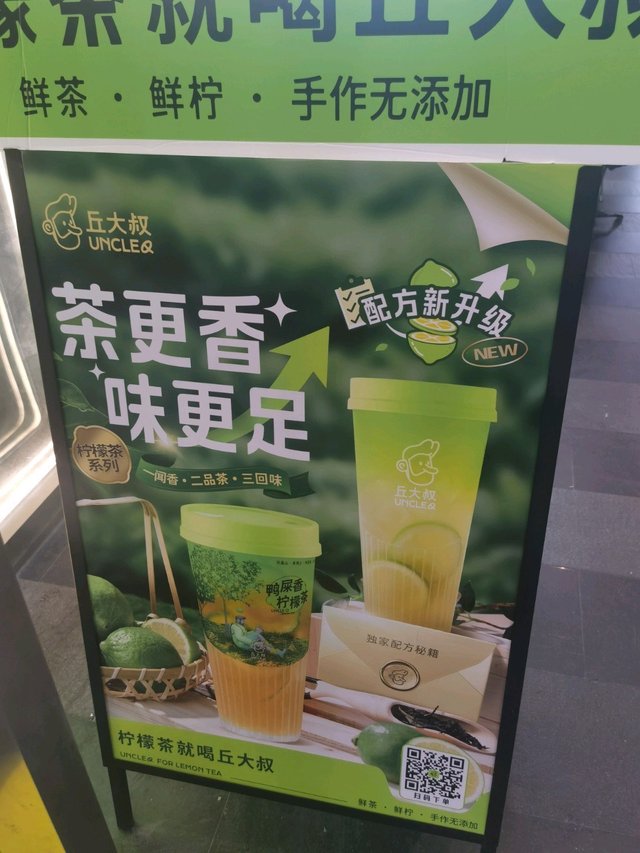 檬茶就喝丘大叔
鲜茶 · 鲜柠 · 手作无添加
丘大叔
UNCLEQ
茶更香
味更足
配方新升级
NEW
柠檬茶
系列
一闻香 · 二品茶 · 三回味
丘大叔
UNCLEQ
鸭屎香
柠檬茶
独家配方秘籍
柠檬茶就喝丘大叔
UNCLEQ FOR LEMON TEA
扫码下单
鲜茶 · 鲜柠 · 手作无添加